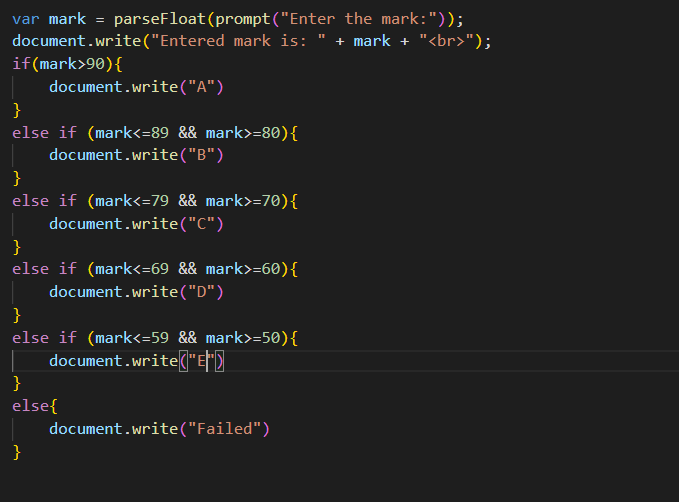 var mark = parseFloat(prompt("Enter the mark:"));
document.write("Entered mark is: " + mark + "<br>");
if(mark>90){
    document.write("A")
}
else if (mark<=89 && mark>=80){
    document.write("B")
}
else if (mark<=79 && mark>=70){
    document.write("C")
}
else if (mark<=69 && mark>=60){
    document.write("D")
}
else if (mark<=59 && mark>=50){
    document.write("E")
}
else{
    document.write("Failed")
}